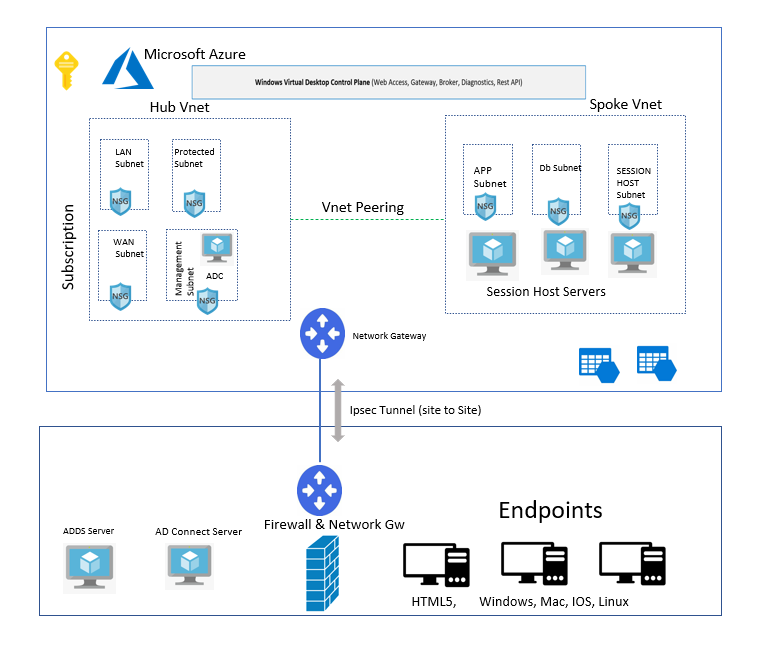 Microsoft Azure
Windows Virtual Desktop Control Plane (Web Access, Gateway, Broker, Diagnostics, Rest API)
Hub Vnet
Spoke Vnet
Subscription
LAN
Subnet
NSG
Protected
Subnet
NSG
WAN
Subnet
NSG
Management
Subnet
ADC
NSG
Vnet Peering
APP
Subnet
NSG
Db Subnet
NSG
SESSION
HOST
Subnet
NSG
Session Host Servers
Network Gateway
Ipsec Tunnel (site to Site)
Firewall & Network Gw
ADDS Server
AD Connect Server
Endpoints
HTML5, Windows, Mac, IOS, Linux